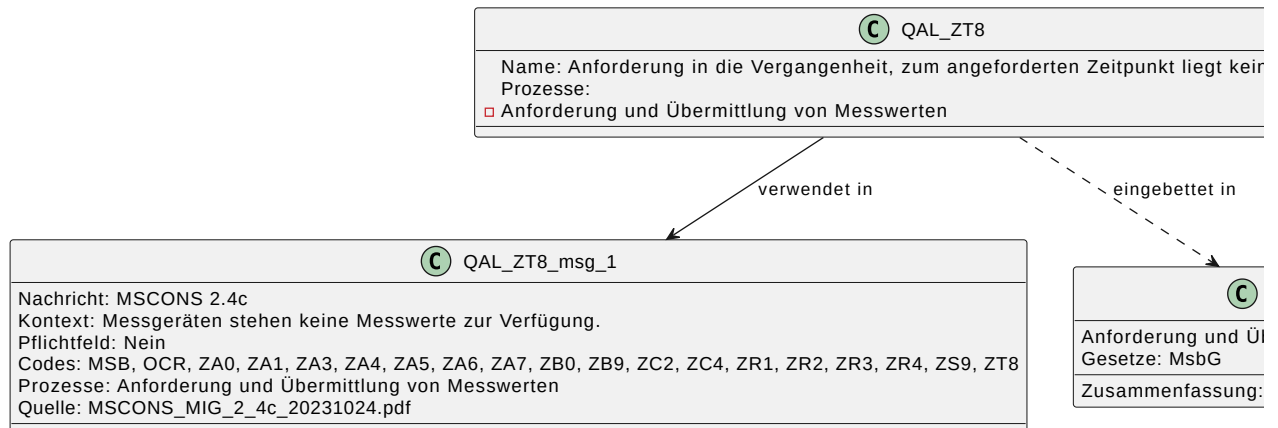 C QAL_ZT8
Name: Anforderung in die Vergangenheit, zum angeforderten Zeitpunkt liegt
Prozesse:
Anforderung und Übermittlung von Messwerten
verwendet in
eingebettet in
C QAL_ZT8_msg_1
Nachricht: MSCONS 2.4c
Kontext: Messgeräten stehen keine Messwerte zur Verfügung.
Pflichtfeld: Nein
Codes: MSB, OCR, ZA0, ZA1, ZA3, ZA4, ZA5, ZA6, ZA7, ZB0, ZB9, ZC2, ZC4, ZR1, ZR2, ZR3, ZR4, ZS9, ZT8
Prozesse: Anforderung und Übermittlung von Messwerten
Quelle: MSCONS_MIG_2_4c_20231024.pdf
C
Anforderung und
Gesetze: MsbG
Zusammenfassung: